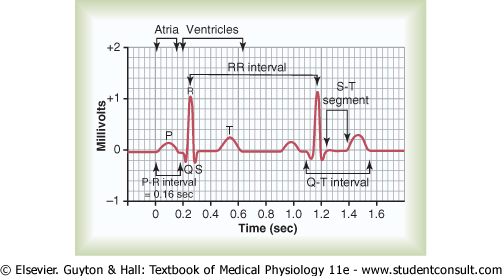 Atria Ventricles
+2
RR interval
R
S-T
segment
+1
Millivolts
P
T
0
Q S
P-R interval
= 0.16 sec
Q-T interval
–1
0 0.2 0.4 0.6 0.8 1.0 1.2 1.4 1.6
Time (sec)
© Elsevier. Guyton & Hall: Textbook of Medical Physiology 11e - www.studentconsult.com